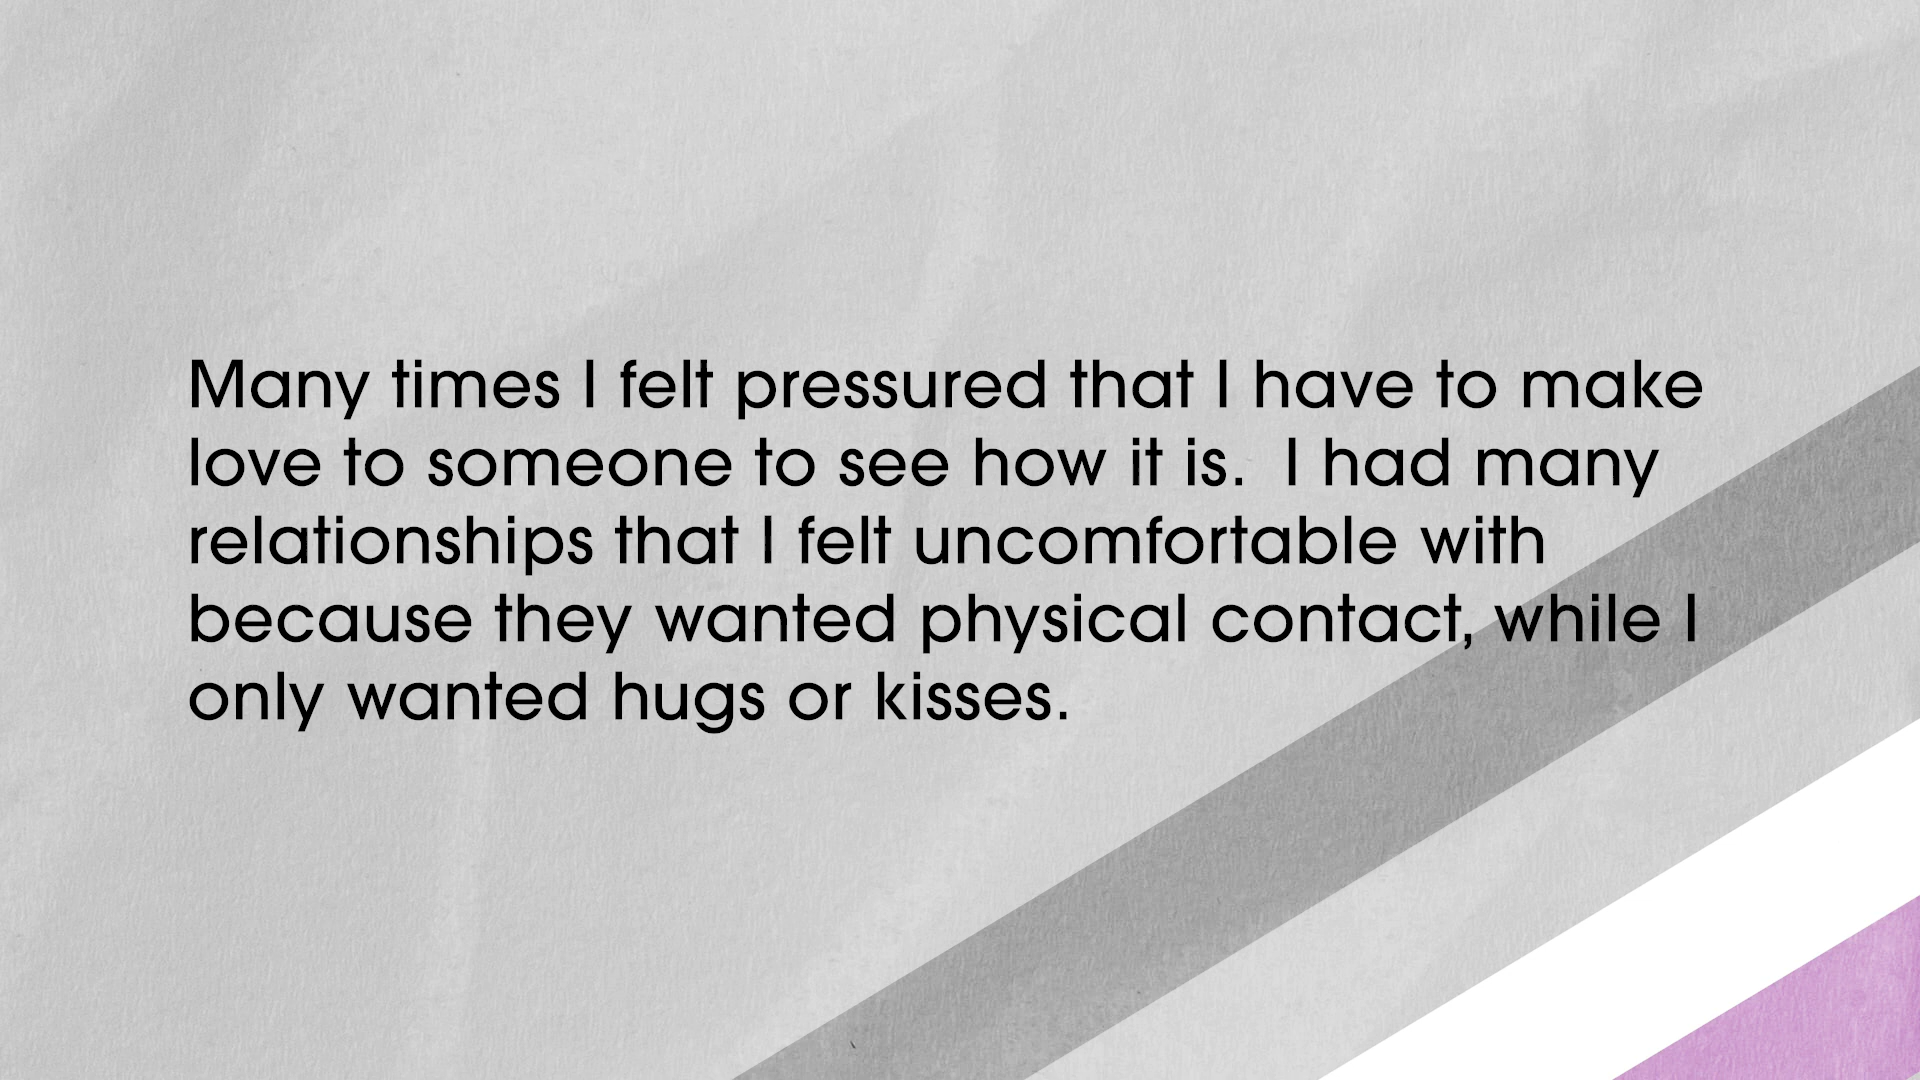 Many times I felt pressured that I have to make
love to someone to see how it is.  I had many
relationships that I felt uncomfortable with
because they wanted physical contact, while I
only wanted hugs or kisses.